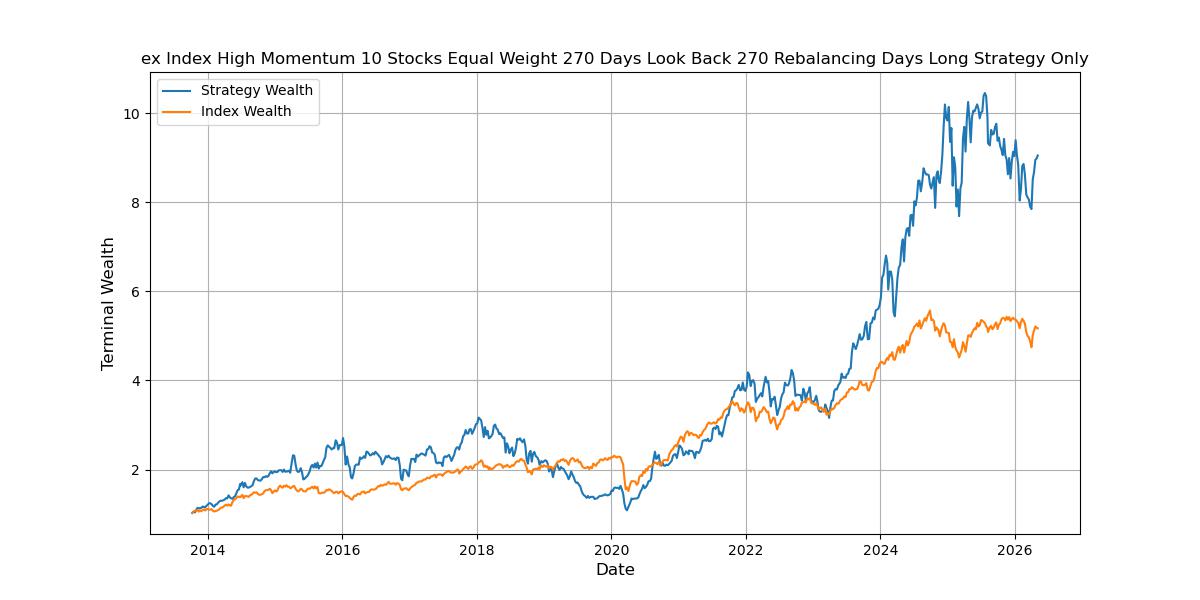 ex Index High Momentum 10 Stocks Equal Weight 270 Days Look Back 270 Rebalancing Days Long Strategy Only
Strategy Wealth
Index Wealth
10
8
6
4
2
Terminal Wealth
2014 2016 2018 2020 2022 2024 2026
Date